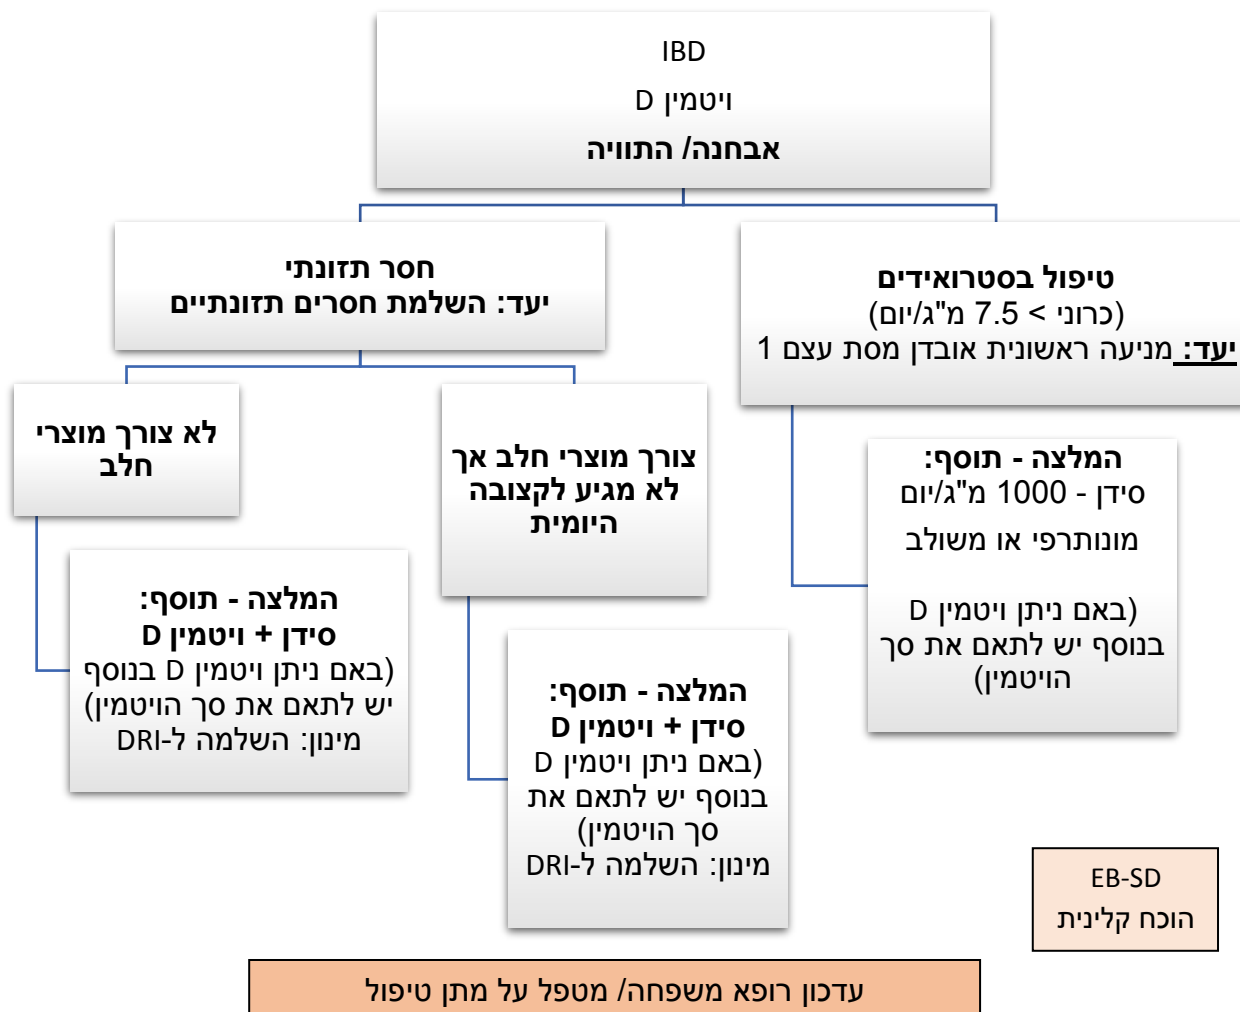 IBD
ויטמין D
אבחנה/ התוויה
טיפול בסטרואידים
(כרוני > 7.5 מ"ג/יום)
יעד: מניעה ראשונית אובדן מסת עצם 1
המלצה - תוסף:
סידן - 1000 מ"ג/יום
מונותרפי או משולב
(באם ניתן ויטמין D
בנוסף יש לתאם את סך
הויטמין)
חסר תזונתי
יעד: השלמת חסרים תזונתיים
צורך מוצרי חלב אך
לא מגיע לקצובה
היומית
המלצה - תוסף:
סידן + ויטמין D
(באם ניתן ויטמין D
בנוסף יש לתאם את
סך הויטמין)
מינון: השלמה ל-DRI
לא צורך מוצרי
חלב
המלצה - תוסף:
סידן + ויטמין D
(באם ניתן ויטמין D בנוסף
יש לתאם את סך הויטמין)
מינון: השלמה ל-DRI
EB-SD
הוכח קלינית
עדכון רופא משפחה/ מטפל על מתן טיפול